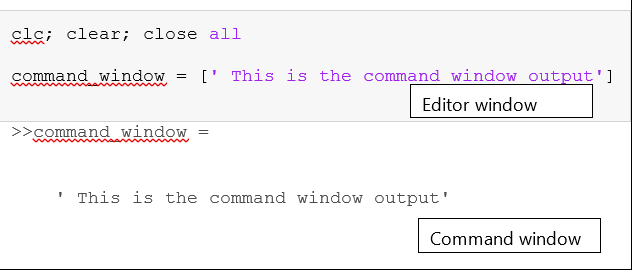 clc; clear; close all
command_window = [' This is the command window output']
Editor window
>>command_window =
' This is the command window output'
Command window